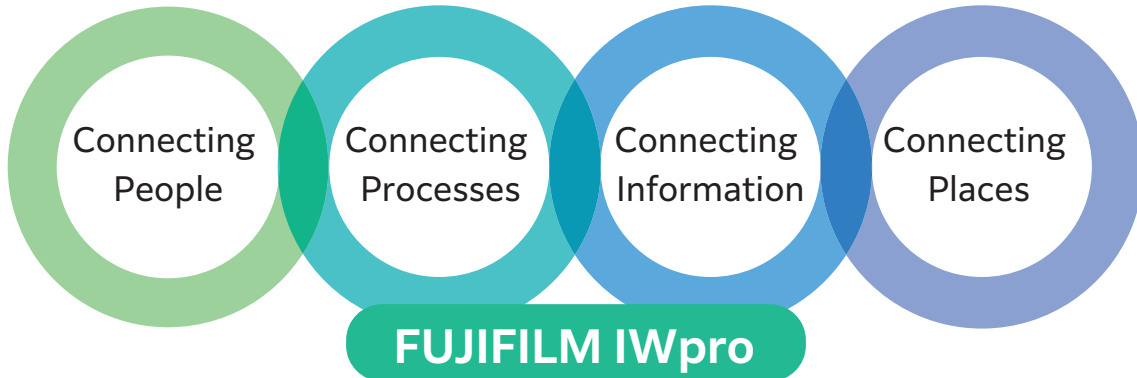 Connecting
People
Connecting
Processes
Connecting
Information
Connecting
Places
FUJIFILM IWpro